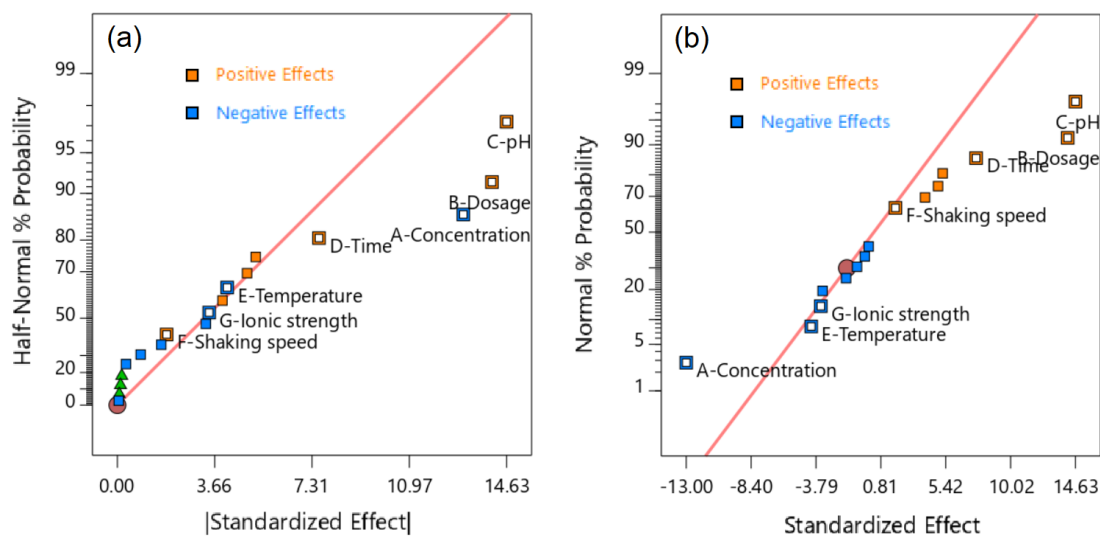 (a)
Positive Effects
Negative Effects
Half-Normal % Probability
99
95
90
80
70
50
20
0
C-pH
B-Dosage
A-Concentration
D-Time
E-Temperature
G-Ionic strength
F-Shaking speed
0.00
3.66
7.31
10.97
14.63
|Standardized Effect|
(b)
Positive Effects
Negative Effects
Normal % Probability
99
90
70
50
20
5
1
C-pH
B-Dosage
D-Time
F-Shaking speed
G-Ionic strength
E-Temperature
A-Concentration
-13.00
-8.40
-3.79
0.81
5.42
10.02
14.63
Standardized Effect